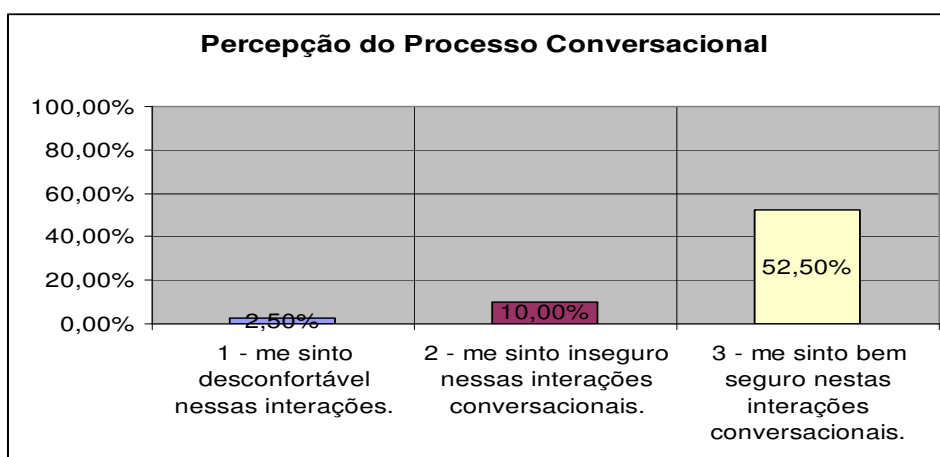 Percepção do Processo Conversacional
100,00%
80,00%
60,00%
40,00%
20,00%
0,00%
2,50%
10,00%
52,50%
1 - me sinto
desconfortável
nessas interações.
2 - me sinto inseguro
nessas interações
conversacionais.
3 - me sinto bem
seguro nestas
interações
conversacionais.